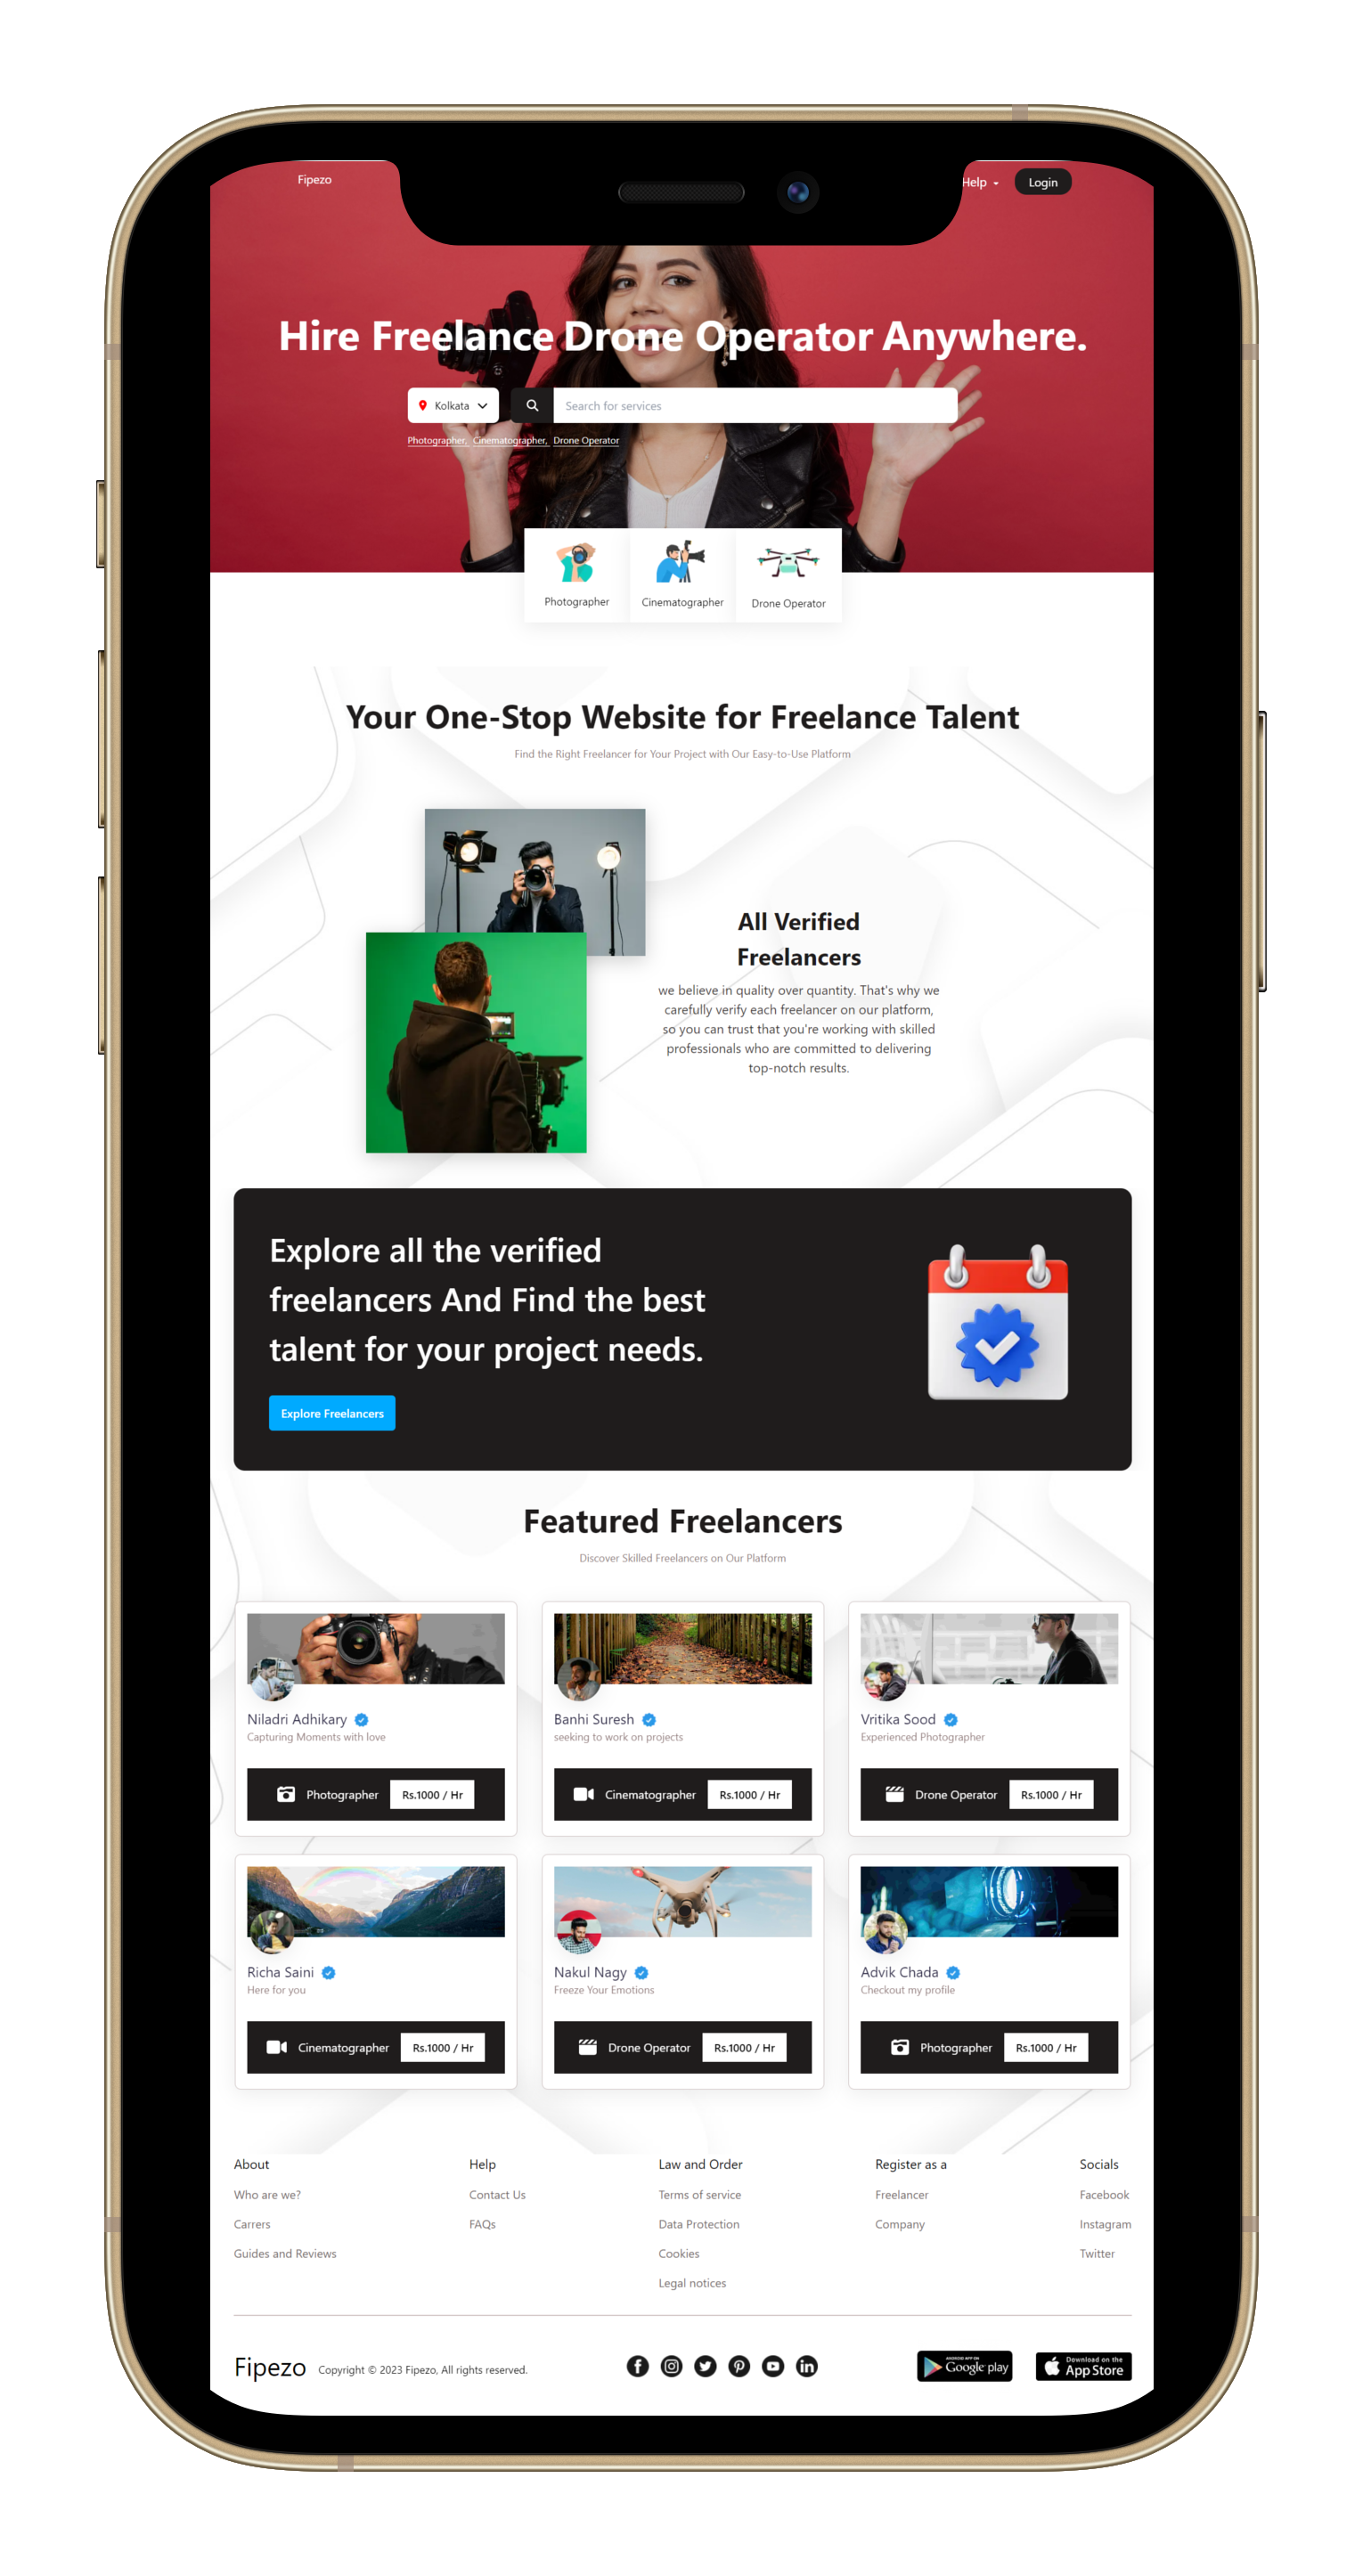 Fipezo
Help
Login
Hire Freelance Drone Operator Anywhere.
Kolkata
Search for services
Photographer, Cinematographer, Drone Operator
Photographer
Cinematographer
Drone Operator
Your One-Stop Website for Freelance Talent
Find the Right Freelancer for Your Project with Our Easy-to-Use Platform
All Verified
Freelancers
we believe in quality over quantity. That's why we
carefully verify each freelancer on our platform,
so you can trust that you're working with skilled
professionals who are committed to delivering
top-notch results.
Explore all the verified
freelancers And Find the best
talent for your project needs.
Explore Freelancers
Featured Freelancers
Discover Skilled Freelancers on Our Platform
Niladri Adhikary
Capturing Moments with love
Photographer
Rs.1000 / Hr
Banhi Suresh
seeking to work on projects
Cinematographer
Rs.1000 / Hr
Vritika Sood
Experienced Photographer
Drone Operator
Rs.1000 / Hr
Richa Saini
Here for you
Cinematographer
Rs.1000 / Hr
Nakul Nagy
Freeze Your Emotions
Drone Operator
Rs.1000 / Hr
Advik Chada
Checkout my profile
Photographer
Rs.1000 / Hr
About
Who are we?
Carrers
Guides and Reviews
Help
Contact Us
FAQs
Law and Order
Terms of service
Data Protection
Cookies
Legal notices
Register as a
Freelancer
Company
Socials
Facebook
Instagram
Twitter
Fipezo
Copyright © 2023 Fipezo, All rights reserved.
ANDROID APP ON
Google play
Download on the
App Store